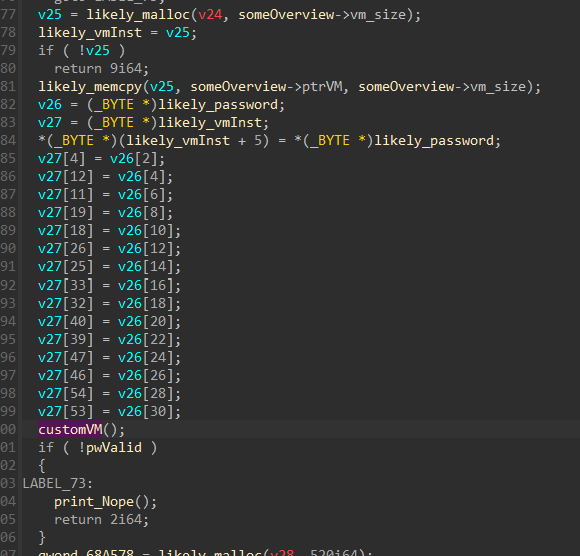 77 v25 = likely_malloc(v24, someOverview->vm_size);
78 likely_vmInst = v25;
79 if ( !v25 )
80 return 9i64;
81 likely_memcpy(v25, someOverview->ptrVM, someOverview->vm_size);
82 v26 = (_BYTE *)likely_password;
83 v27 = (_BYTE *)likely_vmInst;
84 *(_BYTE *)(likely_vmInst + 5) = *(_BYTE *)likely_password;
85 v27[4] = v26[2];
86 v27[12] = v26[4];
87 v27[11] = v26[6];
88 v27[19] = v26[8];
89 v27[18] = v26[10];
90 v27[26] = v26[12];
91 v27[25] = v26[14];
92 v27[33] = v26[16];
93 v27[32] = v26[18];
94 v27[40] = v26[20];
95 v27[39] = v26[22];
96 v27[47] = v26[24];
97 v27[46] = v26[26];
98 v27[54] = v26[28];
99 v27[53] = v26[30];
00 customVM();
01 if ( !pwValid )
02 {
03 LABEL_73:
04 print_Nope();
05 return 2i64;
06 }
07 qword_68A578 = likely_malloc(v28, 520i64);